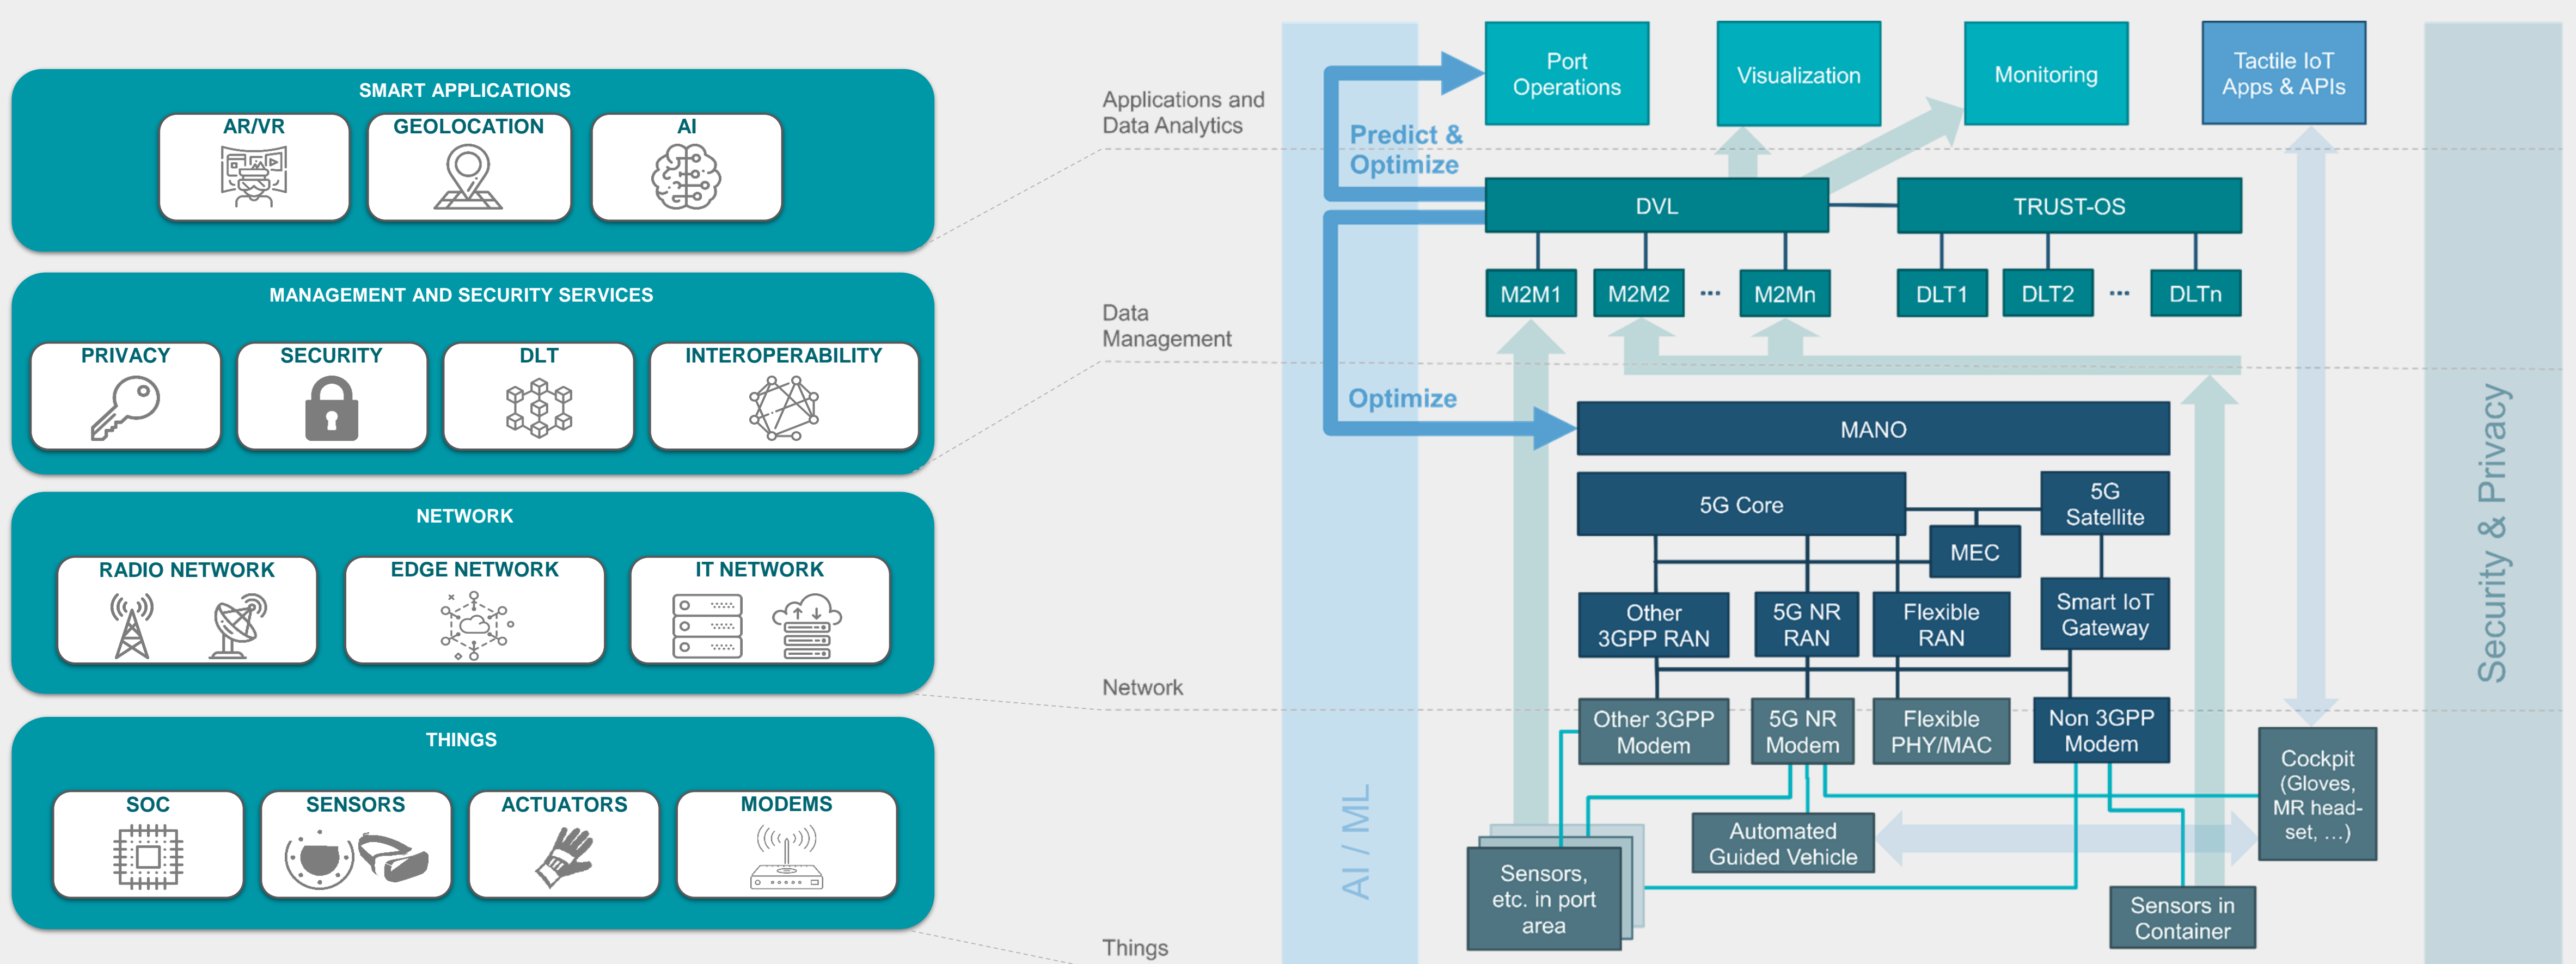 SMART APPLICATIONS
AR/VR
GEOLOCATION
AI
MANAGEMENT AND SECURITY SERVICES
PRIVACY
SECURITY
DLT
INTEROPERABILITY
NETWORK
RADIO NETWORK
EDGE NETWORK
IT NETWORK
THINGS
SOC
SENSORS
ACTUATORS
MODEMS
Applications and
Data Analytics
Data
Management
Network
Things
AI / ML
Predict &
Optimize
Optimize
Port
Operations
Visualization
Monitoring
Tactile IoT
Apps & APIs
DVL
TRUST-OS
M2M1
M2M2
...
M2Mn
DLT1
DLT2
...
DLTn
MANO
5G Core
5G
Satellite
MEC
Other
3GPP RAN
5G NR
RAN
Flexible
RAN
Smart IoT
Gateway
Other 3GPP
Modem
5G NR
Modem
Flexible
PHY/MAC
Non 3GPP
Modem
Cockpit
(Gloves,
MR head-
set, ...)
Automated
Guided Vehicle
Sensors,
etc. in port
area
Sensors in
Container
Security & Privacy